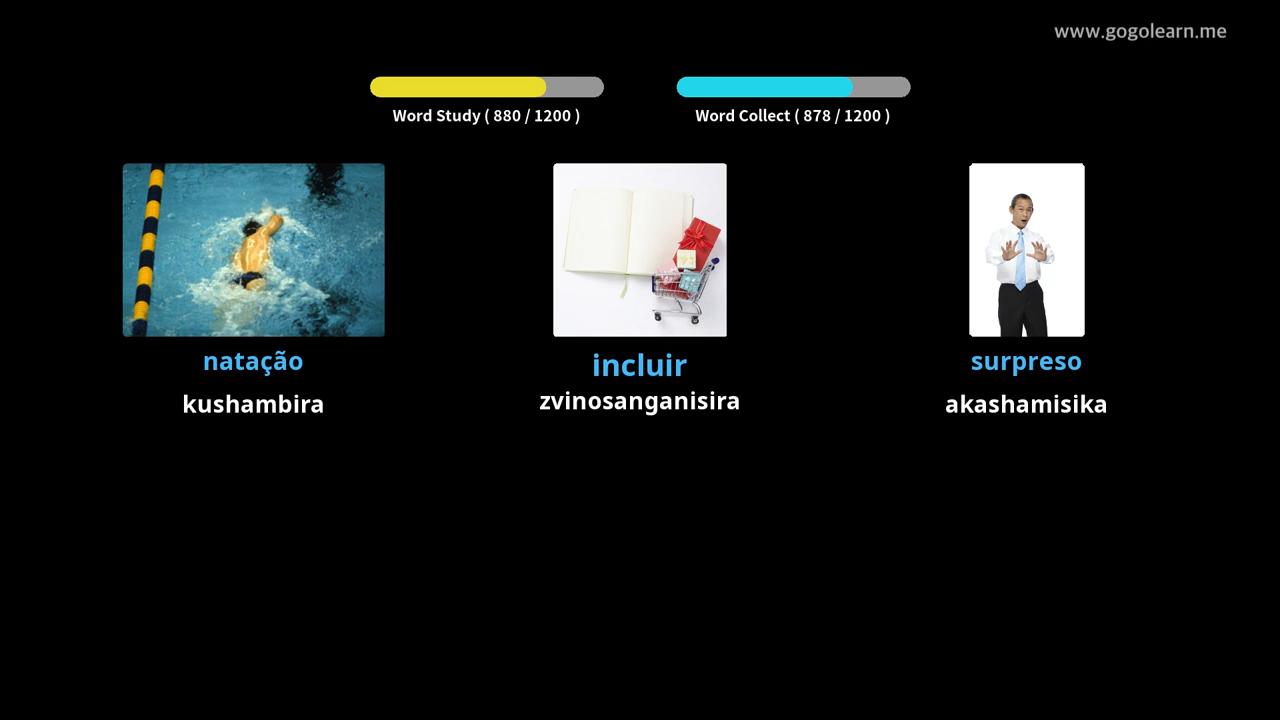 www.gogolearn.me
Word Study ( 880 / 1200 )
Word Collect ( 878 / 1200 )
natação
incluir
surpreso
kushambira
zvinosanganisira
akashamisika